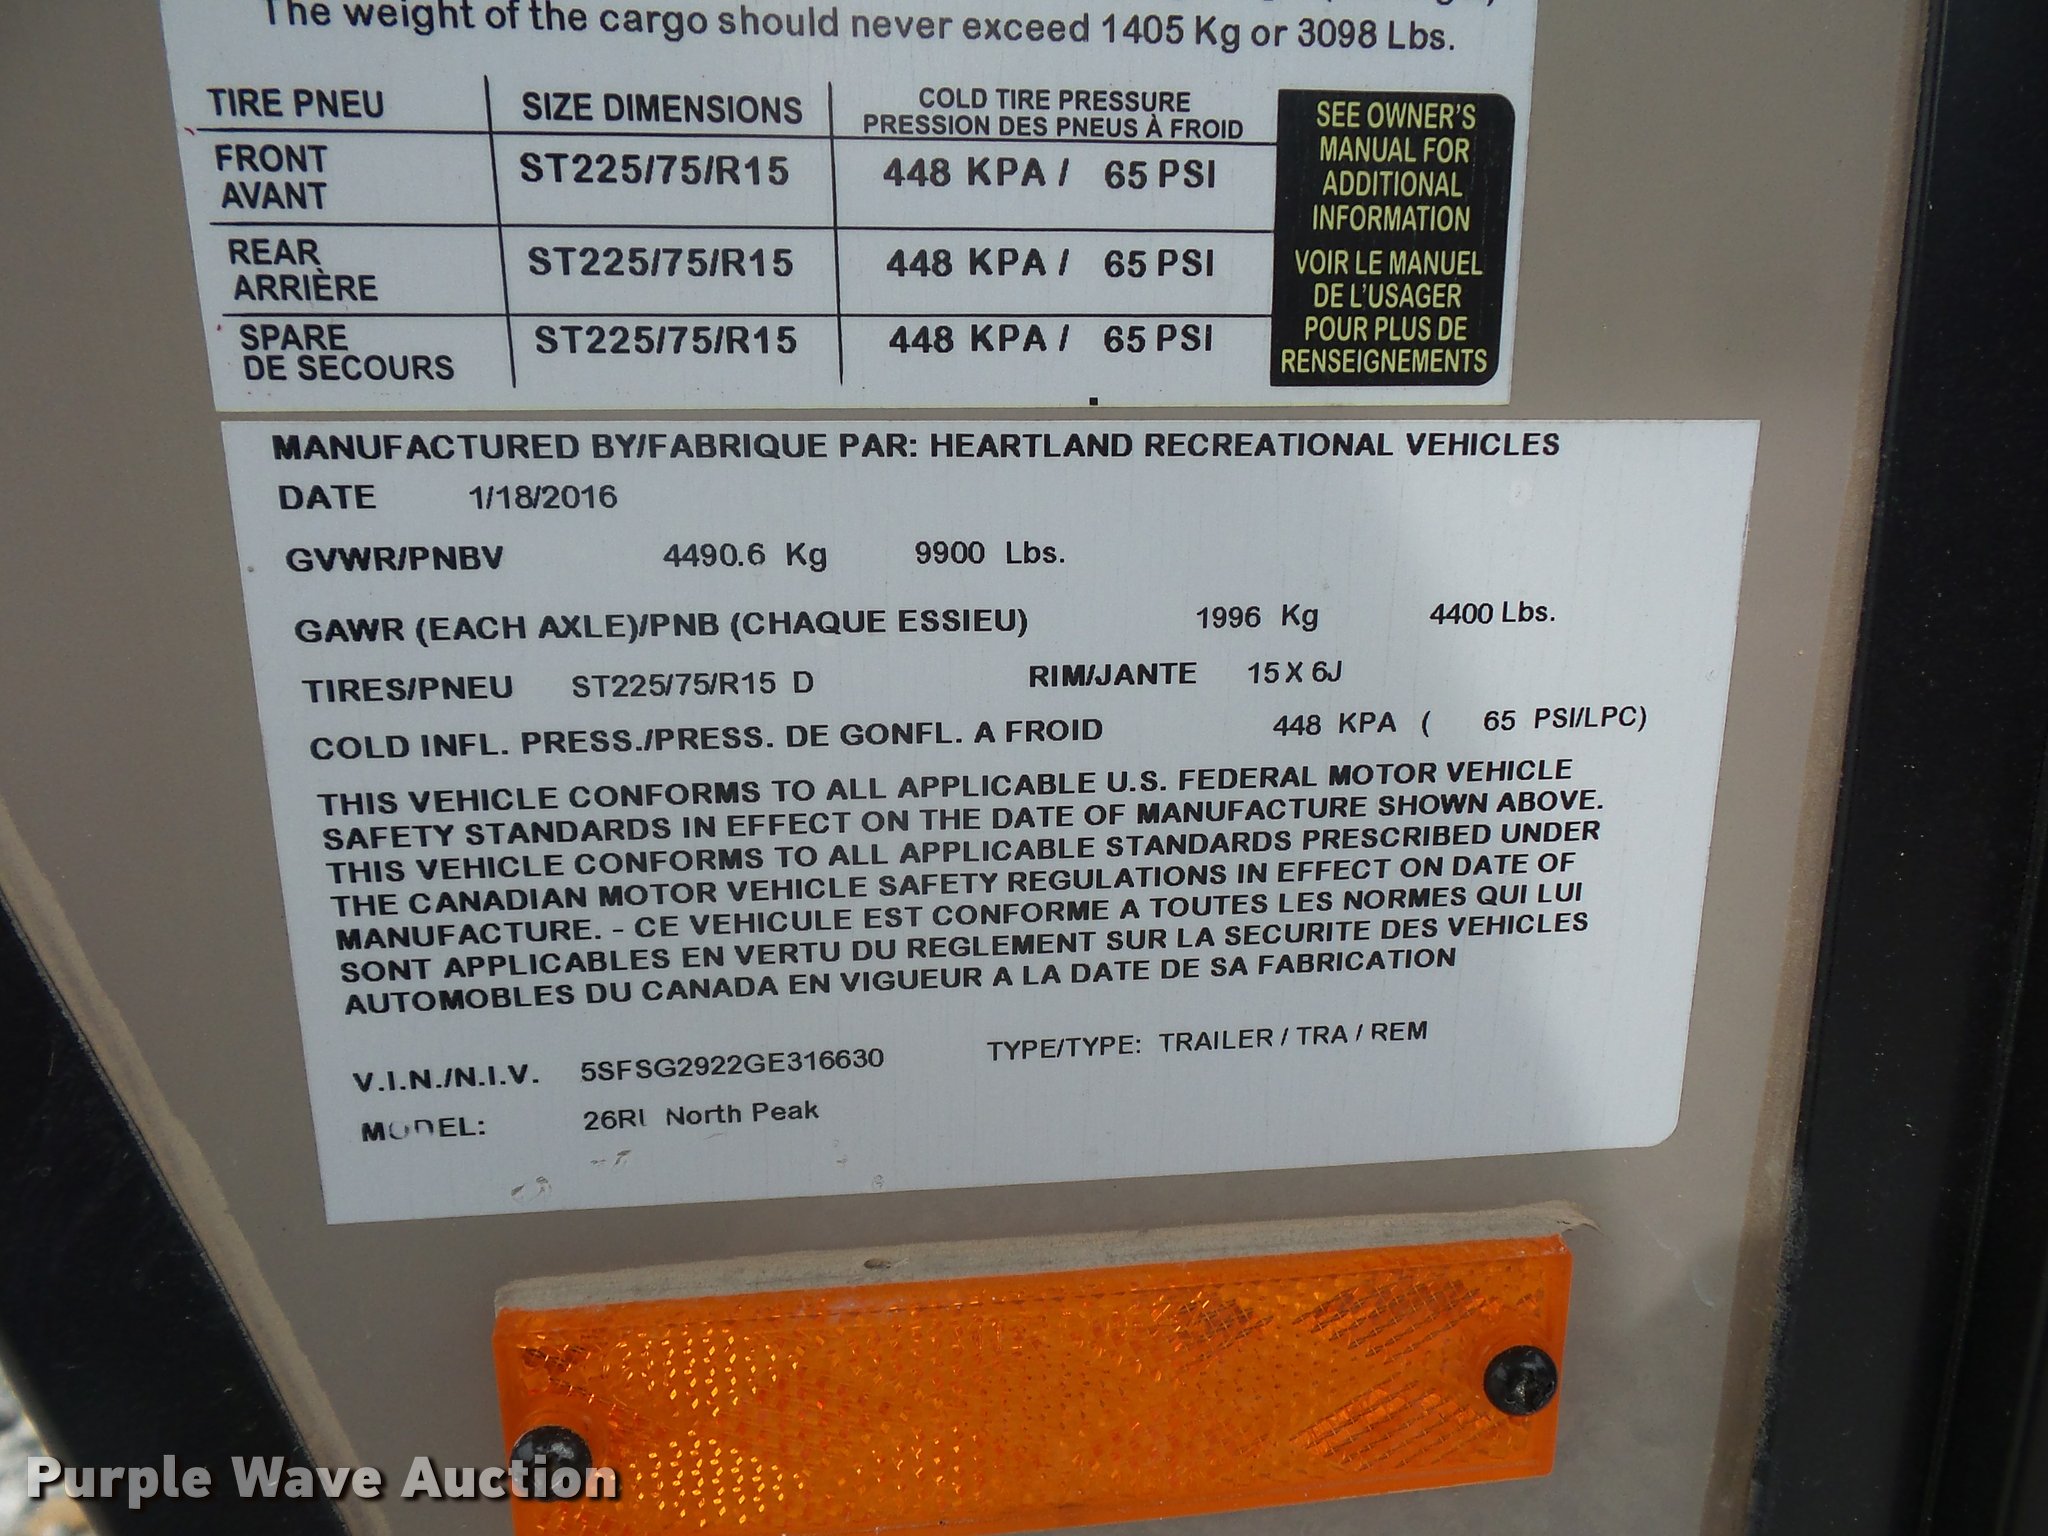 The weight of the cargo should never exceed 1405 Kg or 3098 Lbs.
TIRE PNEU SIZE DIMENSIONS COLD TIRE PRESSURE
PRESSION DES PNEUS À FROID
FRONT
AVANT ST225/75/R15 448 KPA / 65 PSI
REAR
ARRIÈRE ST225/75/R15 448 KPA / 65 PSI
SPARE
DE SECOURS ST225/75/R15 448 KPA / 65 PSI
SEE OWNER'S
MANUAL FOR
ADDITIONAL
INFORMATION
VOIR LE MANUEL
DE L'USAGER
POUR PLUS DE
RENSEIGNEMENTS
MANUFACTURED BY/FABRIQUE PAR: HEARTLAND RECREATIONAL VEHICLES
DATE 1/18/2016
GVWR/PNBV 4490.6 Kg 9900 Lbs.
GAWR (EACH AXLE)/PNB (CHAQUE ESSIEU) 1996 Kg 4400 Lbs.
TIRES/PNEU ST225/75/R15 D RIM/JANTE 15 X 6J
COLD INFL. PRESS./PRESS. DE GONFL. A FROID 448 KPA ( 65 PSI/LPC)
THIS VEHICLE CONFORMS TO ALL APPLICABLE U.S. FEDERAL MOTOR VEHICLE
SAFETY STANDARDS IN EFFECT ON THE DATE OF MANUFACTURE SHOWN ABOVE.
THIS VEHICLE CONFORMS TO ALL APPLICABLE STANDARDS PRESCRIBED UNDER
THE CANADIAN MOTOR VEHICLE SAFETY REGULATIONS IN EFFECT ON DATE OF
MANUFACTURE. - CE VEHICULE EST CONFORME A TOUTES LES NORMES QUI LUI
SONT APPLICABLES EN VERTU DU REGLEMENT SUR LA SECURITE DES VEHICLES
AUTOMOBLES DU CANADA EN VIGUEUR A LA DATE DE SA FABRICATION
V.I.N./N.I.V. 5SFSG2922GE316630 TYPE/TYPE: TRAILER / TRA / REM
MODEL: North Peak
Purple Wave Auction